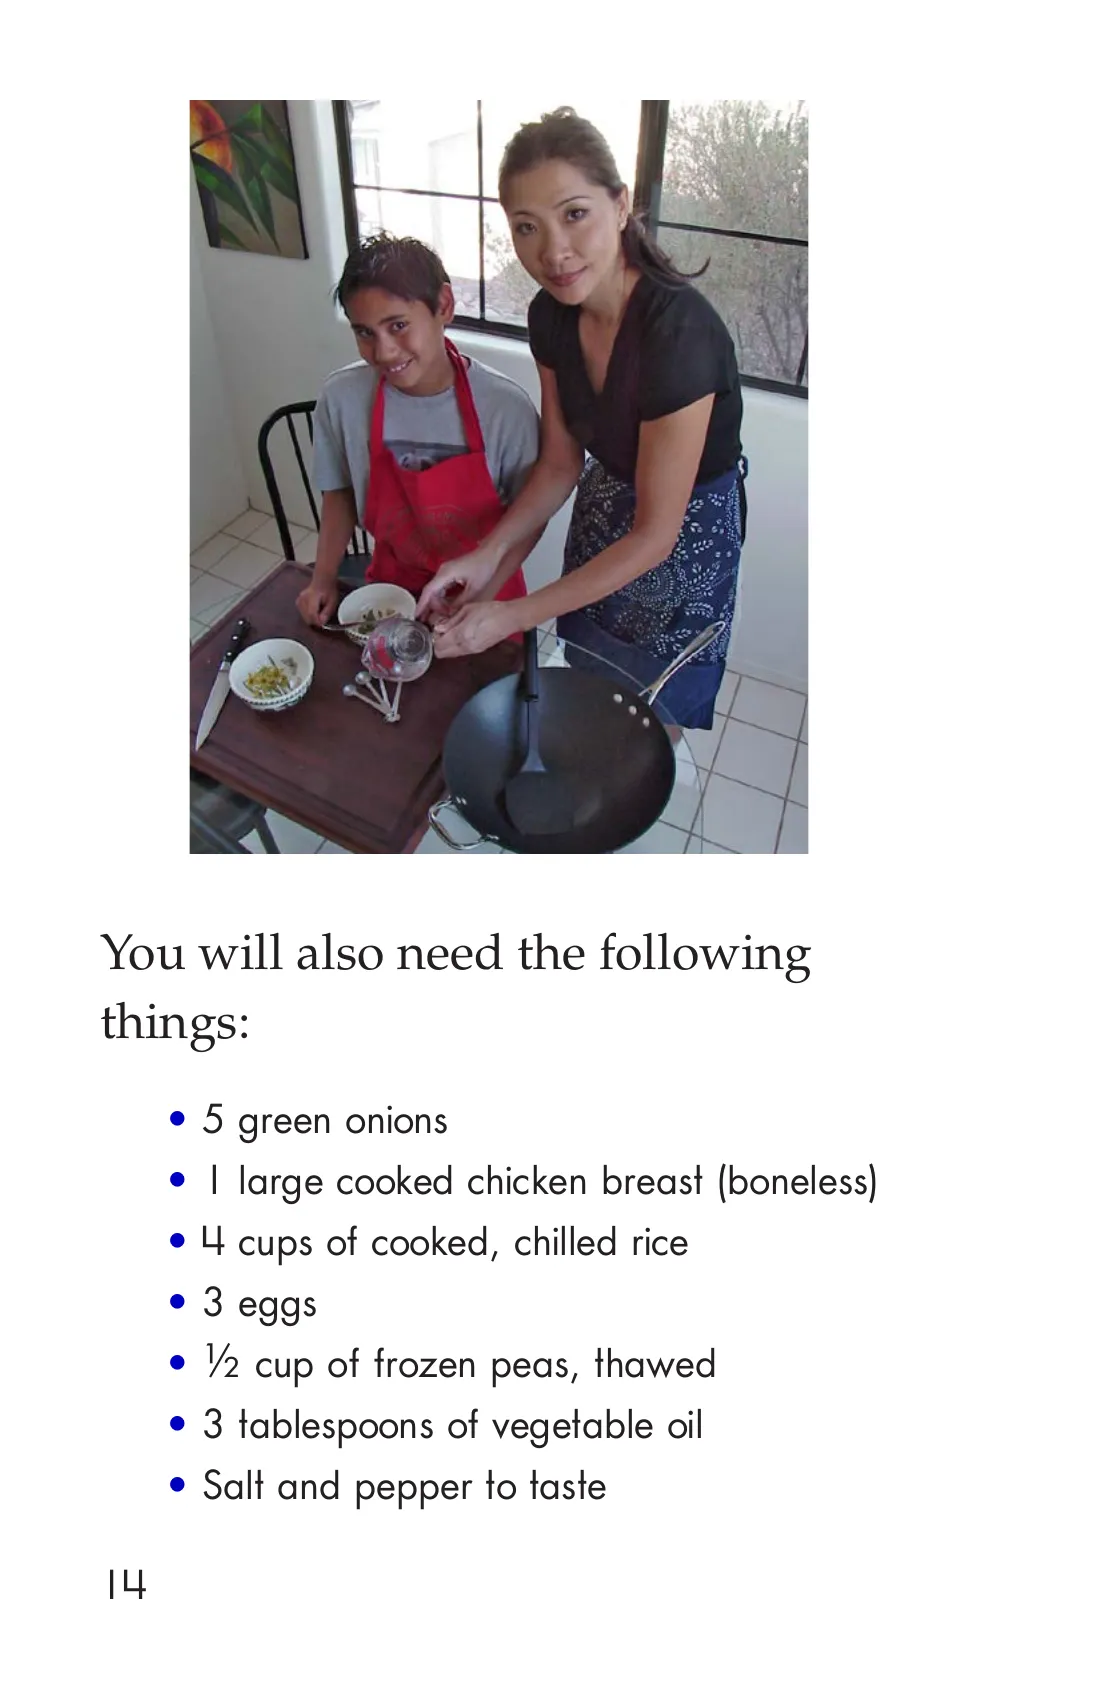 You will also need the following
things:
• 5 green onions
• 1 large cooked chicken breast (boneless)
• 4 cups of cooked, chilled rice
• 3 eggs
• ½ cup of frozen peas, thawed
• 3 tablespoons of vegetable oil
• Salt and pepper to taste
14